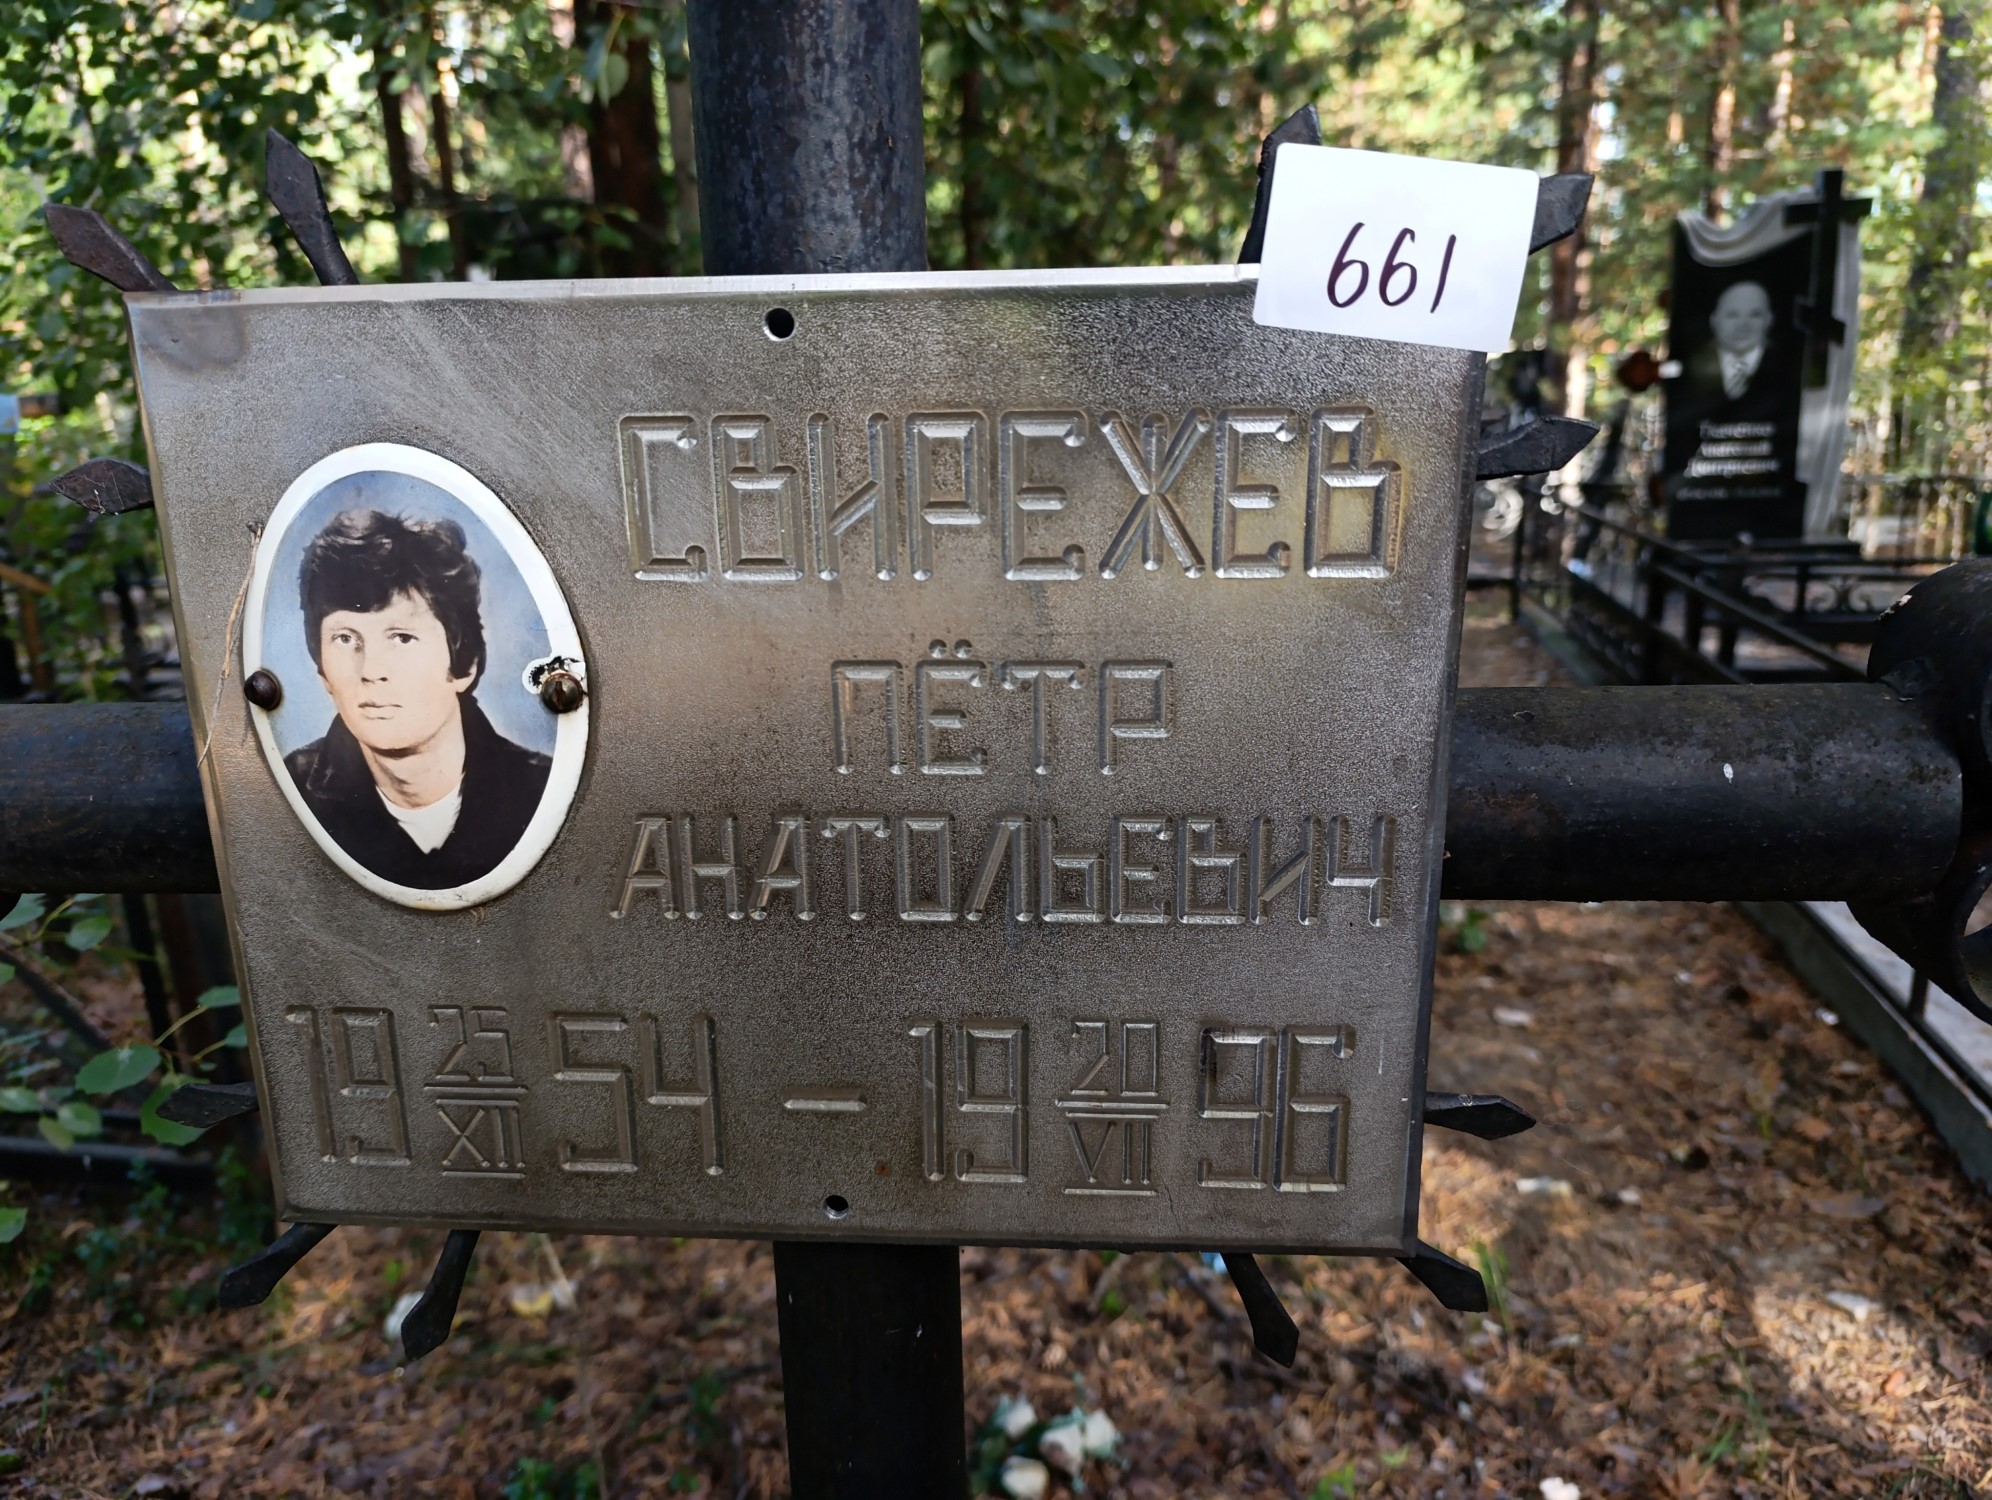 661
СВИРЕЖЕВ
ПЁТР
АНАТОЛЬЕВИЧ
19 25/XII 54 – 19 20/VII 96